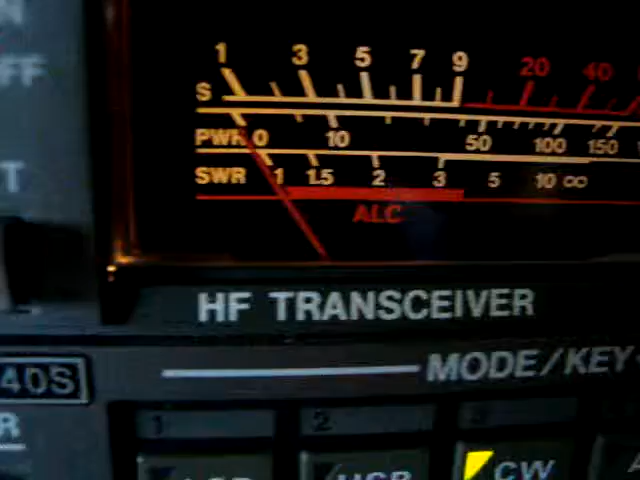 FF
1 3 5 7 9 20 40
S
PWR 0 10 50 100 150
SWR 1 1.5 2 3 5 10 ∞
ALC
HF TRANSCEIVER
MODE/KEY
40S
1 2 3
CW